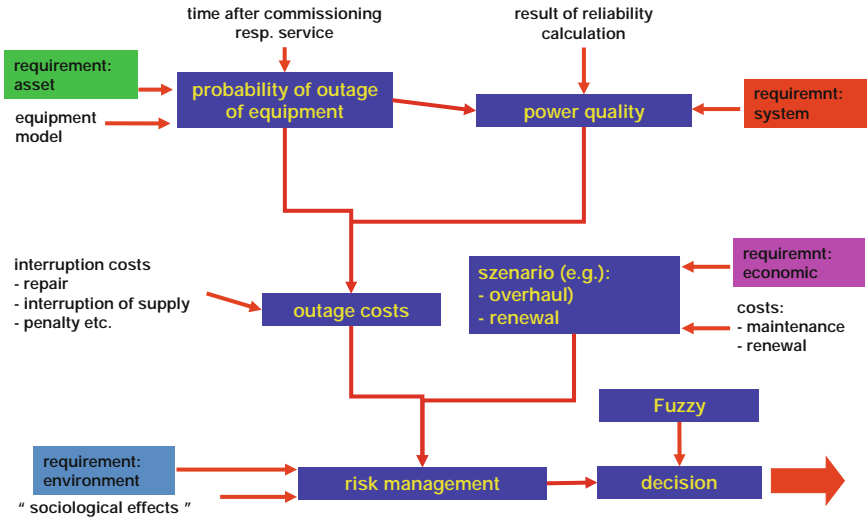 time after commissioning
resp. service
result of reliability
calculation
requirement:
asset
probability of outage
of equipment
power quality
requiremnt:
system
equipment
model
interruption costs
- repair
- interruption of supply
- penalty etc.
outage costs
szenario (e.g.):
- overhaul)
- renewal
requiremnt:
economic
costs:
- maintenance
- renewal
Fuzzy
requirement:
environment
risk management
decision
“ sociological effects ”